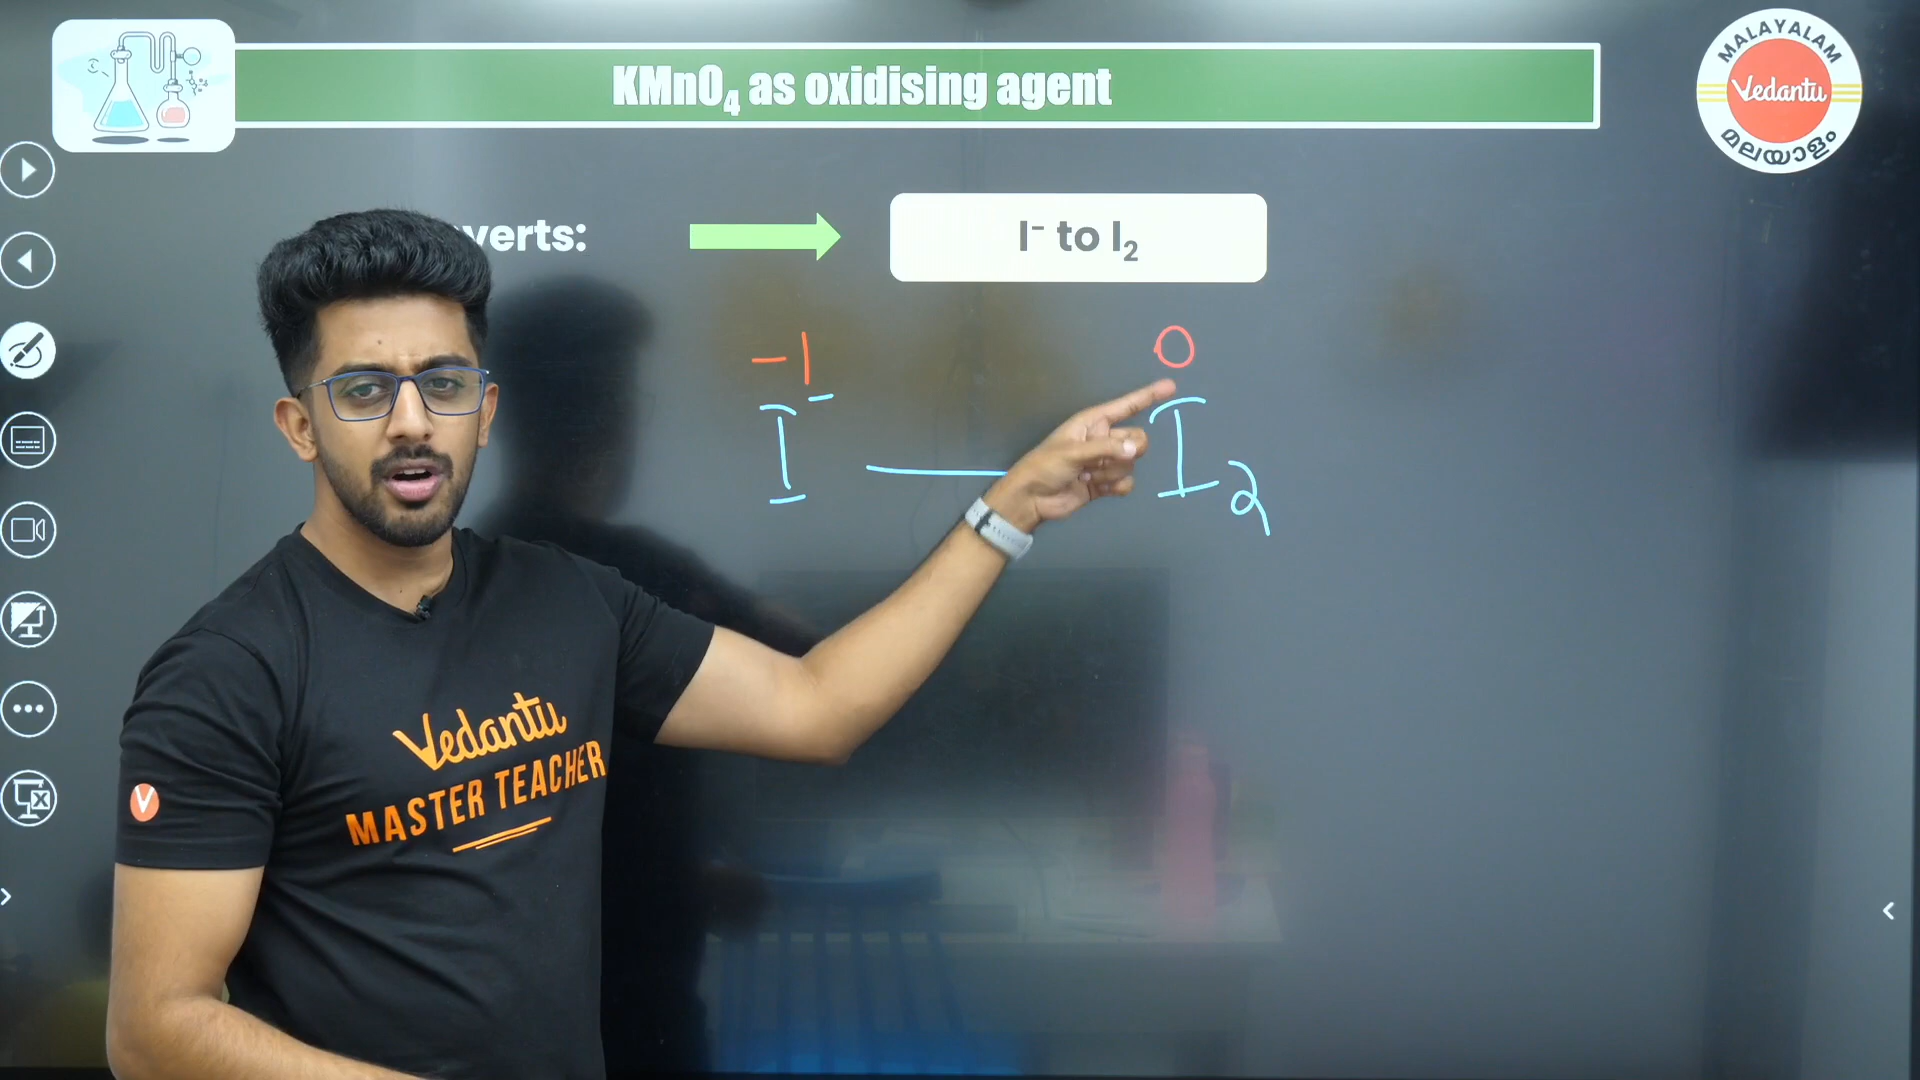 KMnO₄ as oxidising agent
MALAYALAM
Vedantu
മലയാളം
verts:
I⁻ to I₂
-1
0
I⁻
I₂
Vedantu
MASTER TEACHER
V